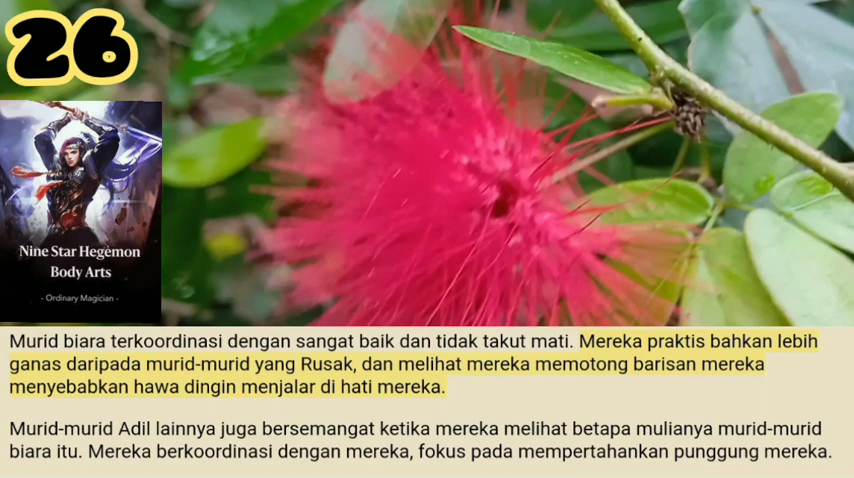 26
Nine Star Hegemon
Body Arts
- Ordinary Magician -
Murid biara terkoordinasi dengan sangat baik dan tidak takut mati. Mereka praktis bahkan lebih
ganas daripada murid-murid yang Rusak, dan melihat mereka memotong barisan mereka
menyebabkan hawa dingin menjalar di hati mereka.
Murid-murid Adil lainnya juga bersemangat ketika mereka melihat betapa mulianya murid-murid
biara itu. Mereka berkoordinasi dengan mereka, fokus pada mempertahankan punggung mereka.